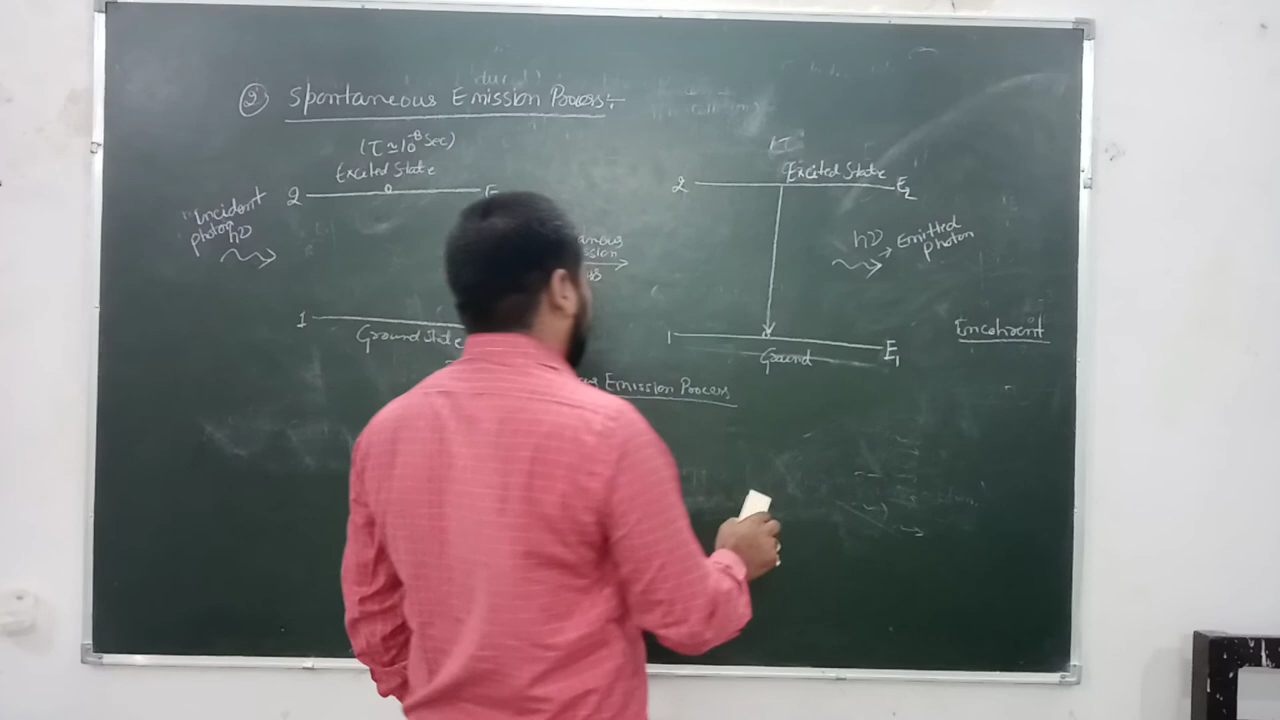 2 Spontaneous Emission Process:-
(τ ≃ 10⁻⁸ Sec)
Excited State
2
"Incident
photon
hν
1
Ground State
Emission Process
(τ
Excited State
2 E₂
hν → Emitted
photon
1 E₁
Ground
Incoherent